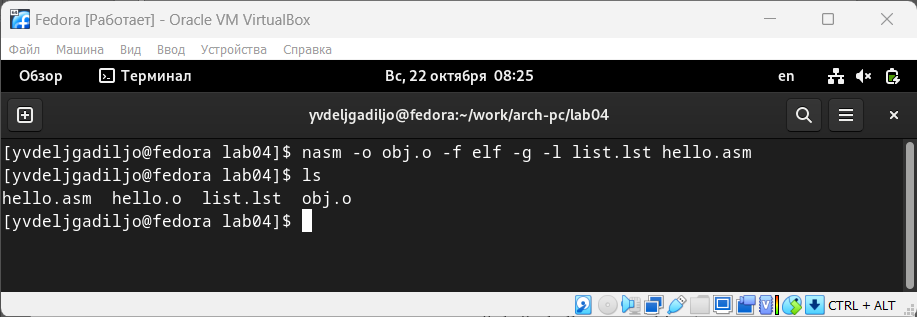 Fedora [Работает] - Oracle VM VirtualBox
Файл Машина Вид Ввод Устройства Справка
Обзор Терминал Вс, 22 октября 08:25 en
yvdeljgadiljo@fedora:~/work/arch-pc/lab04
[yvdeljgadiljo@fedora lab04]$ nasm -o obj.o -f elf -g -l list.lst hello.asm
[yvdeljgadiljo@fedora lab04]$ ls
hello.asm  hello.o  list.lst  obj.o
[yvdeljgadiljo@fedora lab04]$
CTRL + ALT